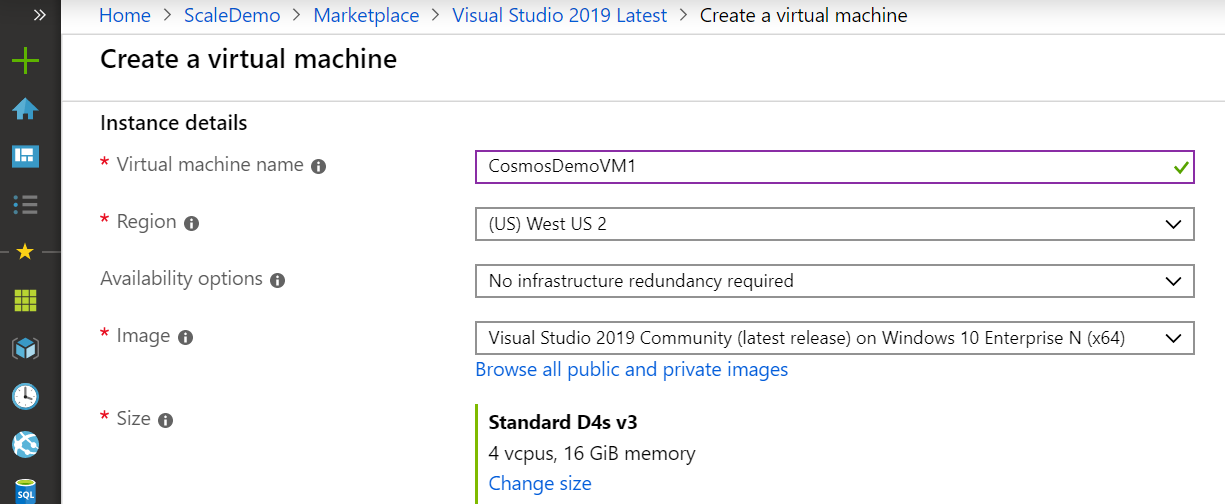 Home > ScaleDemo > Marketplace > Visual Studio 2019 Latest > Create a virtual machine
Create a virtual machine
Instance details
* Virtual machine name
CosmosDemoVM1
* Region
(US) West US 2
Availability options
No infrastructure redundancy required
* Image
Visual Studio 2019 Community (latest release) on Windows 10 Enterprise N (x64)
Browse all public and private images
* Size
Standard D4s v3
4 vcpus, 16 GiB memory
Change size
SQL